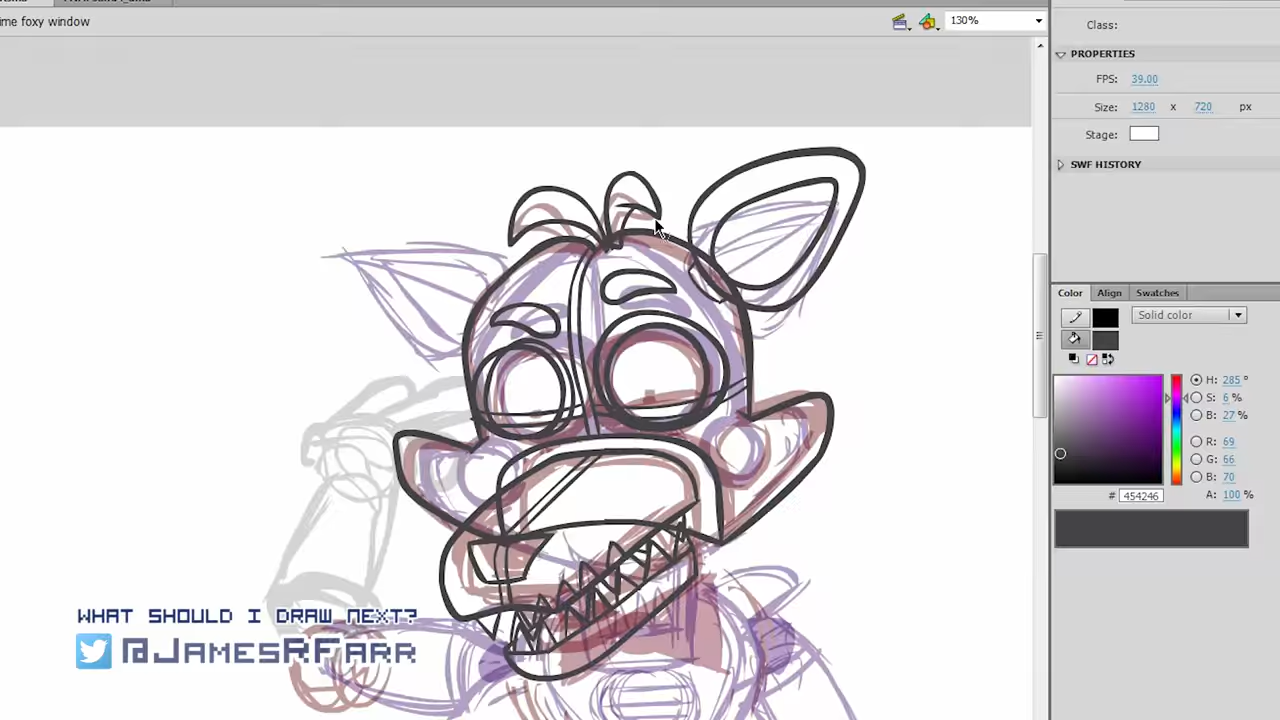 ime foxy window
130%
Class:
PROPERTIES
FPS: 39.00
Size: 1280 x 720 px
Stage:
SWF HISTORY
Color Align Swatches
Solid color
H: 285 °
S: 6 %
B: 27 %
R: 69
G: 66
B: 70
# 454246 A: 100 %
WHAT SHOULD I DRAW NEXT?
@JAMESRFARR